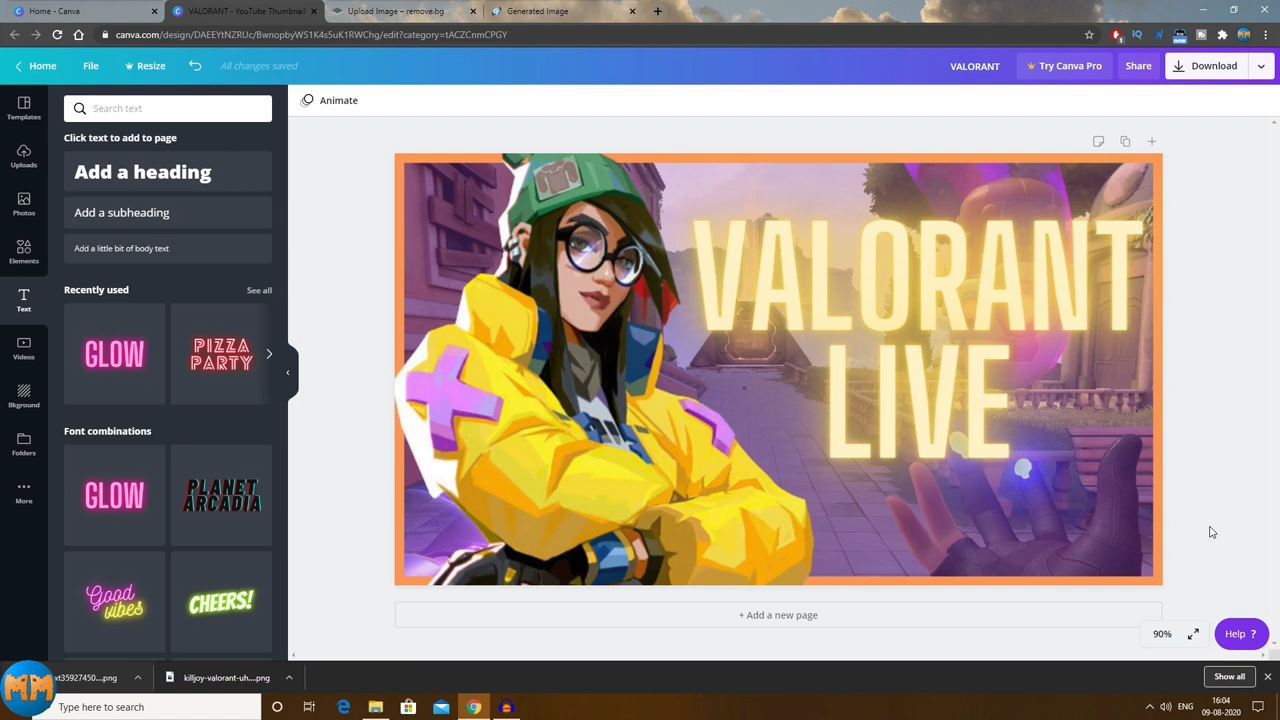 Home - Canva
VALORANT - YouTube Thumbnail
Upload Image – remove.bg
Generated Image
canva.com/design/DAEEYtNZRUc/BwnopbyWS1K4s5uK1RWChg/edit?category=tACZCnmCPGY
Home
File
Resize
All changes saved
VALORANT
Try Canva Pro
Share
Download
Templates
Uploads
Photos
Elements
Text
Videos
Bkground
Folders
More
Search text
Click text to add to page
Add a heading
Add a subheading
Add a little bit of body text
Recently used
See all
GLOW
PIZZA
PARTY
Font combinations
GLOW
PLANET
ARCADIA
Good
vibes
CHEERS!
Animate
VALORANT
LIVE
+ Add a new page
90%
Help ?
xt35927450....png
killjoy-valorant-uh....png
Show all
MM
Type here to search
ENG
16:04
09-08-2020